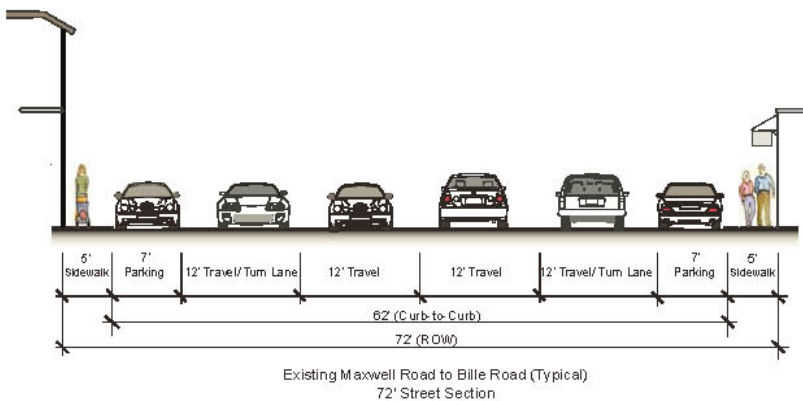 5' Sidewalk
7' Parking
12' Travel/Turn Lane
12' Travel
12' Travel
12' Travel/Turn Lane
7' Parking
5' Sidewalk
62' (Curb-to-Curb)
72' (ROW)
Existing Maxwell Road to Bille Road (Typical)
72' Street Section